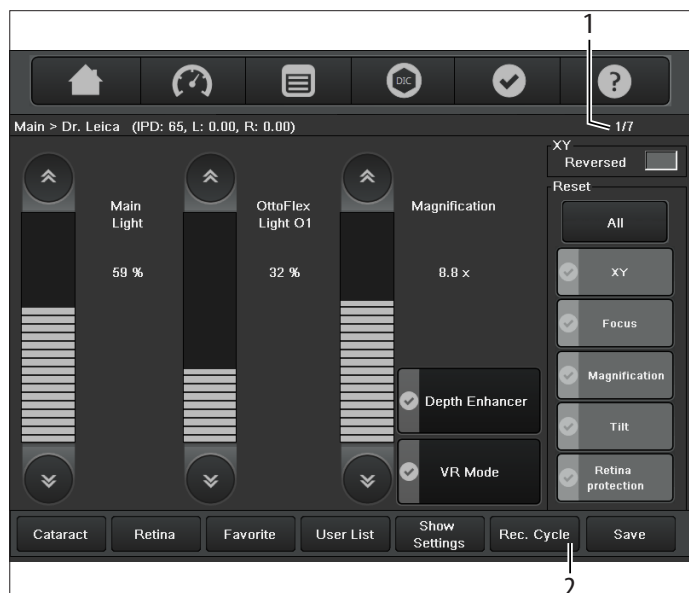 1
DIC
?
Main > Dr. Leica (IPD: 65, L: 0.00, R: 0.00)
1/7
XY
Reversed
Reset
All
XY
Focus
Magnification
Tilt
Retina
protection
Main
Light
59 %
OttoFlex
Light O1
32 %
Magnification
8.8 x
Depth Enhancer
VR Mode
Cataract
Retina
Favorite
User List
Show
Settings
Rec. Cycle
Save
2